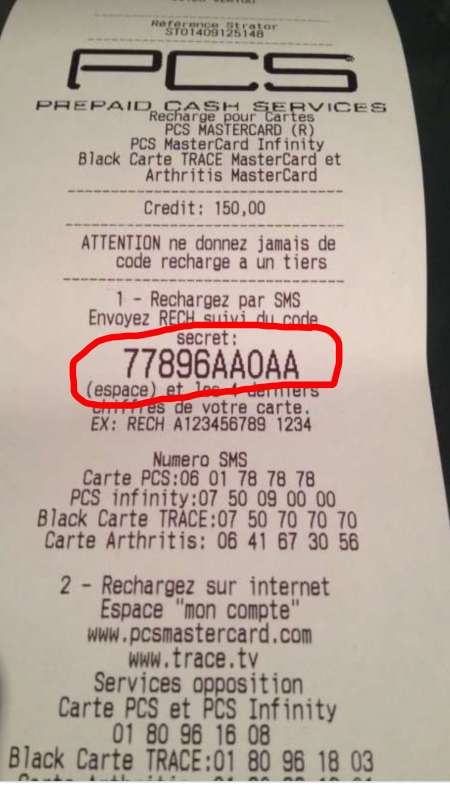 Référence Strator
ST01409125148
PCS
PREPAID CASH SERVICES
Recharge pour Cartes
PCS MASTERCARD (R)
PCS MasterCard Infinity
Black Carte TRACE MasterCard et
Arthritis MasterCard
Credit: 150,00
ATTENTION ne donnez jamais de
code recharge a un tiers
1 - Rechargez par SMS
Envoyez RECH suivi du code
secret:
77896AAOAA
(espace) et les 4 derniers
chiffres de votre carte.
EX: RECH A123456789 1234
Numero SMS
Carte PCS:06 01 78 78 78
PCS infinity:07 50 09 00 00
Black Carte TRACE:07 50 70 70 70
Carte Arthritis: 06 41 67 30 56
2 - Rechargez sur internet
Espace "mon compte"
www.pcsmastercard.com
www.trace.tv
Services opposition
Carte PCS et PCS Infinity
01 80 96 16 08
Black Carte TRACE:01 80 96 18 03